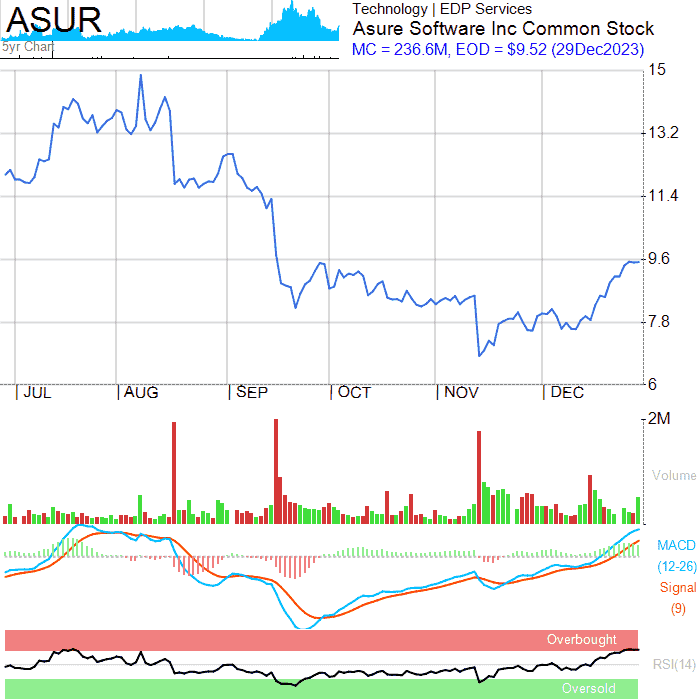 ASUR
5yr Chart
Technology | EDP Services
Asure Software Inc Common Stock
MC = 236.6M, EOD = $9.52 (29Dec2023)
15
13.2
11.4
9.6
7.8
6
| JUL | AUG | SEP | OCT | NOV | DEC
2M
Volume
MACD
(12-26)
Signal
(9)
Overbought
RSI(14)
Oversold